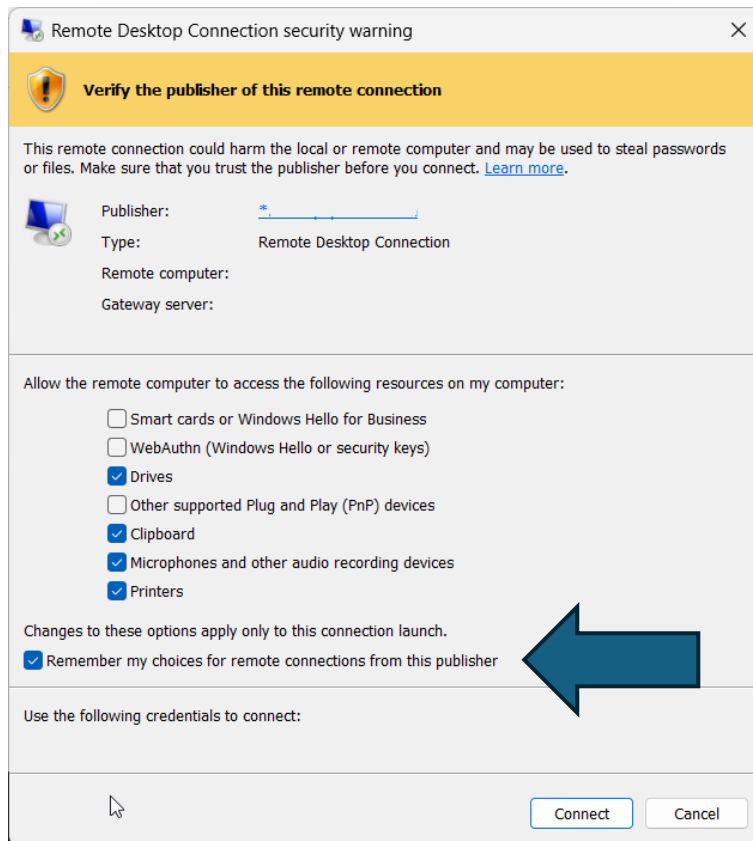 Remote Desktop Connection security warning
Verify the publisher of this remote connection
This remote connection could harm the local or remote computer and may be used to steal passwords
or files. Make sure that you trust the publisher before you connect. Learn more.
Publisher: *.
Type: Remote Desktop Connection
Remote computer:
Gateway server:
Allow the remote computer to access the following resources on my computer:
Smart cards or Windows Hello for Business
WebAuthn (Windows Hello or security keys)
Drives
Other supported Plug and Play (PnP) devices
Clipboard
Microphones and other audio recording devices
Printers
Changes to these options apply only to this connection launch.
Remember my choices for remote connections from this publisher
Use the following credentials to connect:
Connect Cancel